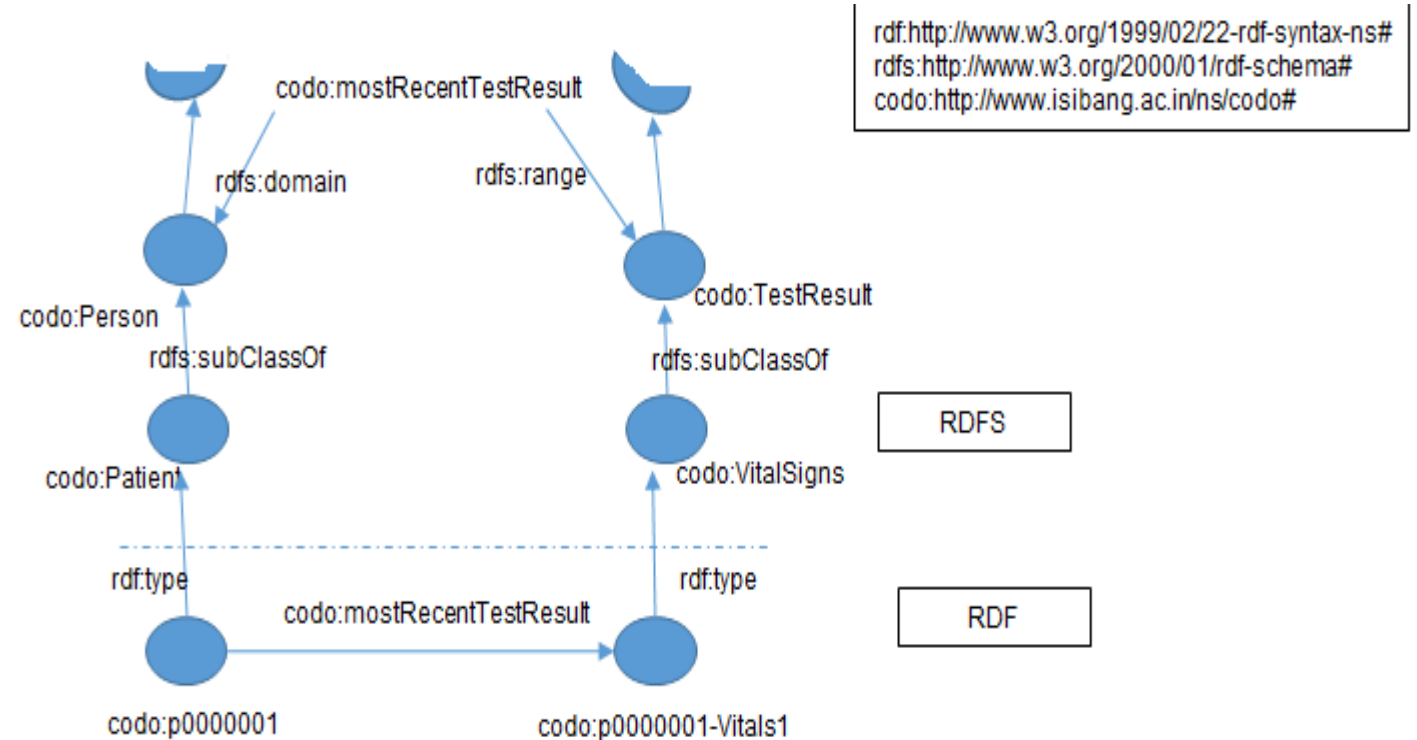 rdf:http://www.w3.org/1999/02/22-rdf-syntax-ns#
rdfs:http://www.w3.org/2000/01/rdf-schema#
codo:http://www.isibang.ac.in/ns/codo#
codo:mostRecentTestResult
rdfs:domain
rdfs:range
codo:Person
codo:TestResult
rdfs:subClassOf
rdfs:subClassOf
RDFS
codo:Patient
codo:VitalSigns
rdf:type
rdf:type
codo:mostRecentTestResult
RDF
codo:p0000001
codo:p0000001-Vitals1